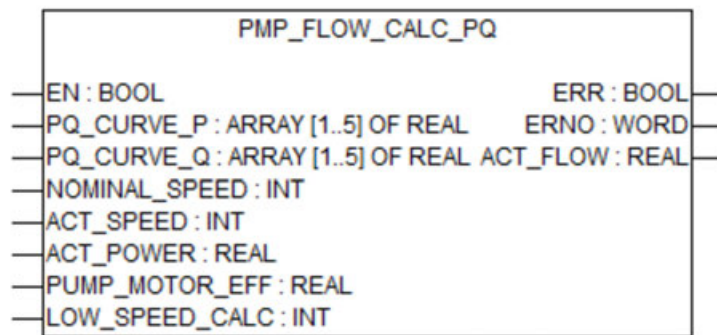 PMP_FLOW_CALC_PQ
EN : BOOL ERR : BOOL
PQ_CURVE_P : ARRAY [1..5] OF REAL ERNO : WORD
PQ_CURVE_Q : ARRAY [1..5] OF REAL ACT_FLOW : REAL
NOMINAL_SPEED : INT
ACT_SPEED : INT
ACT_POWER : REAL
PUMP_MOTOR_EFF : REAL
LOW_SPEED_CALC : INT